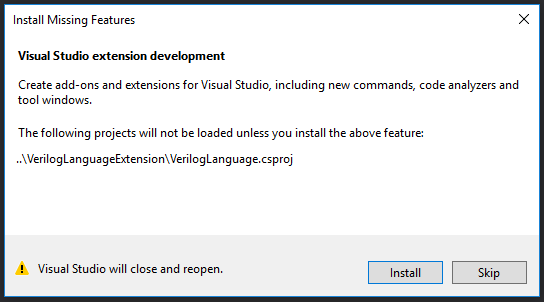 Install Missing Features
Visual Studio extension development
Create add-ons and extensions for Visual Studio, including new commands, code analyzers and
tool windows.
The following projects will not be loaded unless you install the above feature:
..\VerilogLanguageExtension\VerilogLanguage.csproj
Visual Studio will close and reopen.
Install
Skip